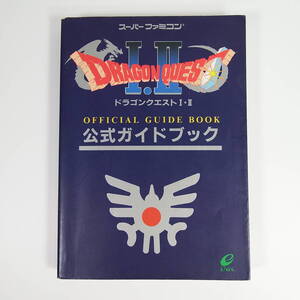 スーパーファミコン
DRAGON QUEST
I・II
ドラゴンクエストI・II
OFFICIAL GUIDE BOOK
公式ガイドブック